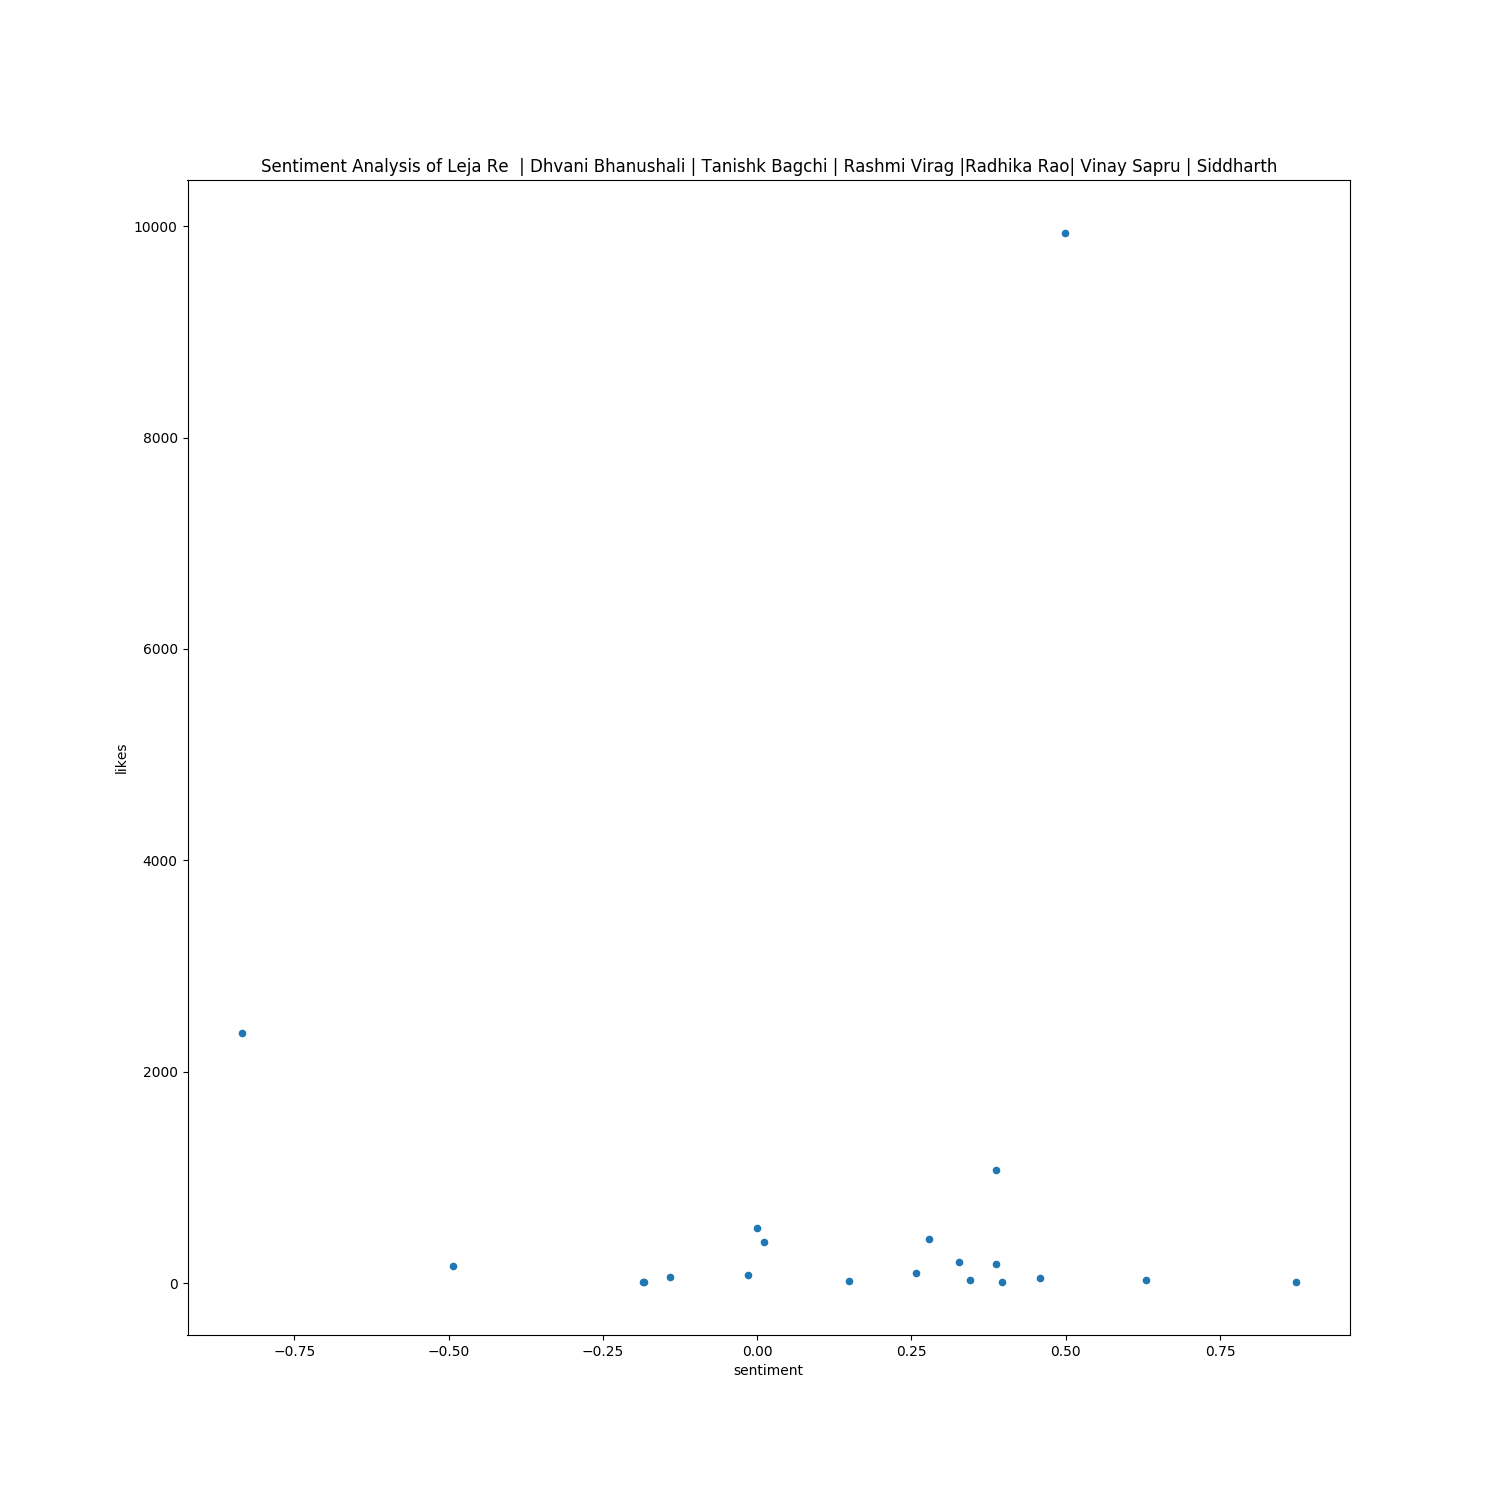 Sentiment Analysis of Leja Re  | Dhvani Bhanushali | Tanishk Bagchi | Rashmi Virag |Radhika Rao| Vinay Sapru | Siddharth
10000
8000
6000
4000
2000
0
likes
−0.75 −0.50 −0.25 0.00 0.25 0.50 0.75
sentiment